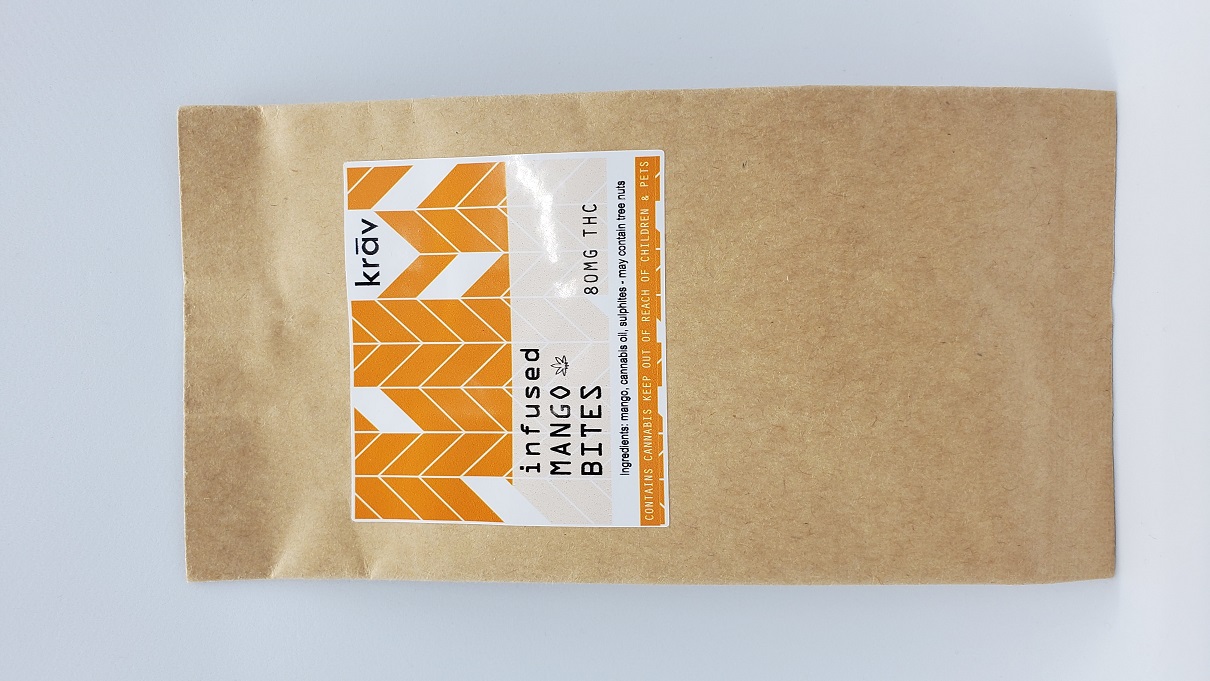 krāv
infused
MANGO
BITES
80MG THC
Ingredients: mango, cannabis oil, sulphites - may contain tree nuts
CONTAINS CANNABIS KEEP OUT OF REACH OF CHILDREN & PETS